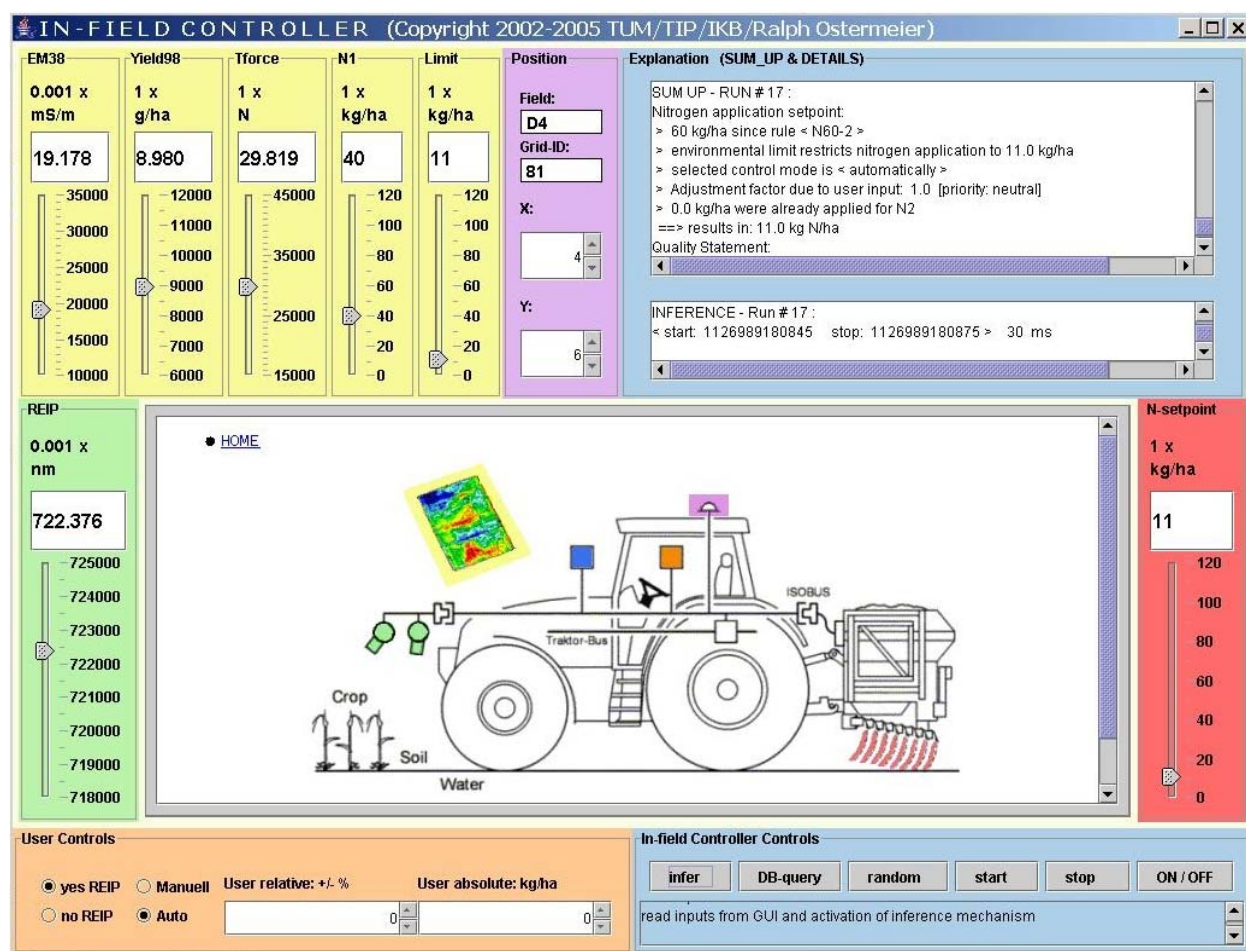 IN-FIELD CONTROLLER (Copyright 2002-2005 TUM/TIP/IKB/Ralph Ostermeier)
EM38
0.001 x
mS/m
19.178
35000
30000
25000
20000
15000
10000
Yield98
1 x
g/ha
8.980
12000
11000
10000
9000
8000
7000
6000
Tforce
1 x
N
29.819
45000
35000
25000
15000
N1
1 x
kg/ha
40
120
100
80
60
40
20
0
Limit
1 x
kg/ha
11
120
100
80
60
40
20
0
Position
Field:
D4
Grid-ID:
81
X:
4
Y:
6
Explanation (SUM_UP & DETAILS)
SUM UP - RUN # 17 :
Nitrogen application setpoint:
> 60 kg/ha since rule < N60-2 >
> environmental limit restricts nitrogen application to 11.0 kg/ha
> selected control mode is < automatically >
> Adjustment factor due to user input: 1.0 [priority: neutral]
> 0.0 kg/ha were already applied for N2
==> results in: 11.0 kg N/ha
Quality Statement:
INFERENCE - Run # 17 :
< start: 1126989180845 stop: 1126989180875 > 30 ms
REIP
0.001 x
nm
722.376
725000
724000
723000
722000
721000
720000
719000
718000
HOME
ISOBUS
Traktor-Bus
Crop
Soil
Water
N-setpoint
1 x
kg/ha
11
120
100
80
60
40
20
0
User Controls
yes REIP
Manuell
no REIP
Auto
User relative: +/- %
0
User absolute: kg/ha
0
In-field Controller Controls
infer
DB-query
random
start
stop
ON / OFF
read inputs from GUI and activation of inference mechanism